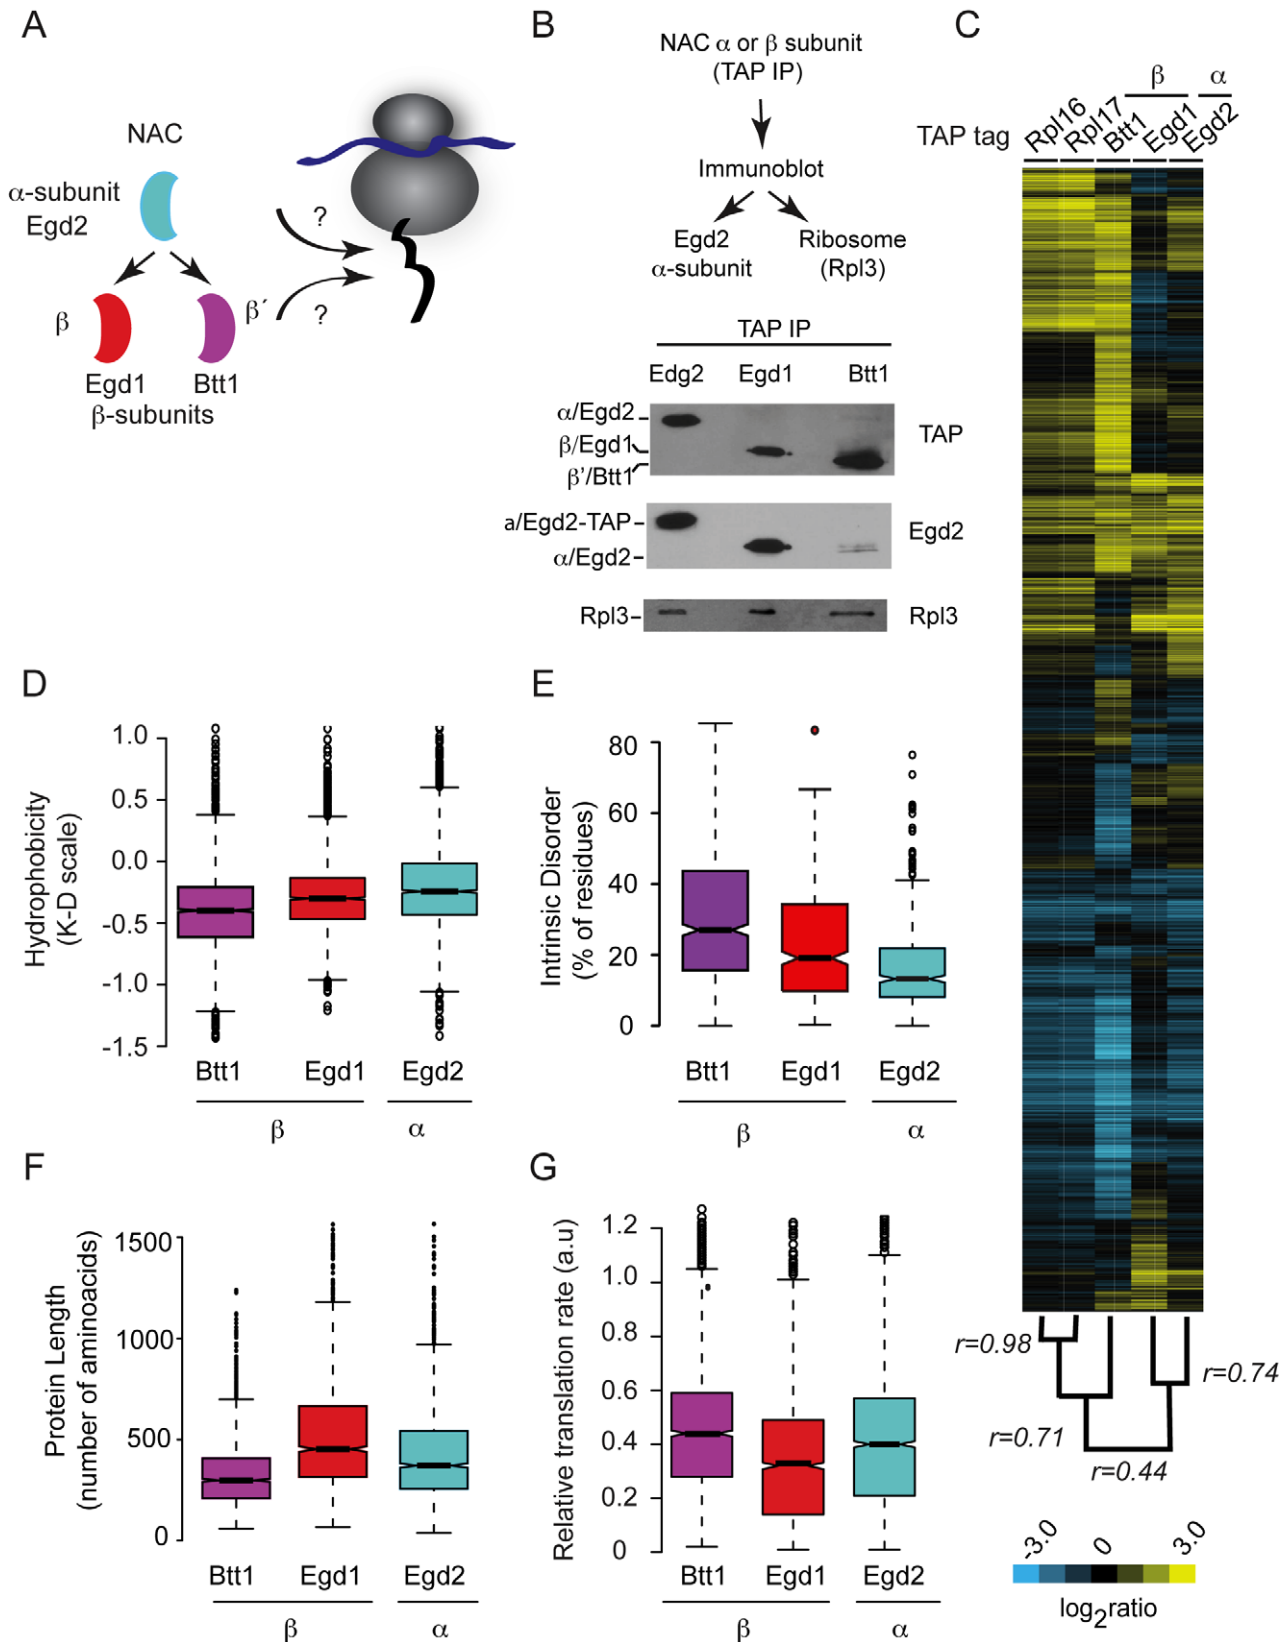 A
NAC
α-subunit
Egd2
β
β´
Egd1
Btt1
β-subunits
?
?
B
NAC α or β subunit
(TAP IP)
Immunoblot
Egd2
α-subunit
Ribosome
(Rpl3)
TAP IP
Edg2
Egd1
Btt1
α/Egd2
β/Egd1
β'/Btt1
TAP
a/Egd2-TAP
α/Egd2
Egd2
Rpl3
Rpl3
C
β
α
TAP tag
Rpl16
Rpl17
Btt1
Egd1
Egd2
r=0.98
r=0.74
r=0.71
r=0.44
-3.0
0
3.0
log2ratio
D
Hydrophobicity
(K-D scale)
1.0
0.5
0.0
-0.5
-1.0
-1.5
Btt1
Egd1
Egd2
β
α
E
Intrinsic Disorder
(% of residues)
80
60
40
20
0
Btt1
Egd1
Egd2
β
α
F
Protein Length
(number of aminoacids)
1500
1000
500
0
Btt1
Egd1
Egd2
β
α
G
Relative translation rate (a.u)
1.2
1.0
0.8
0.6
0.4
0.2
0
Btt1
Egd1
Egd2
β
α